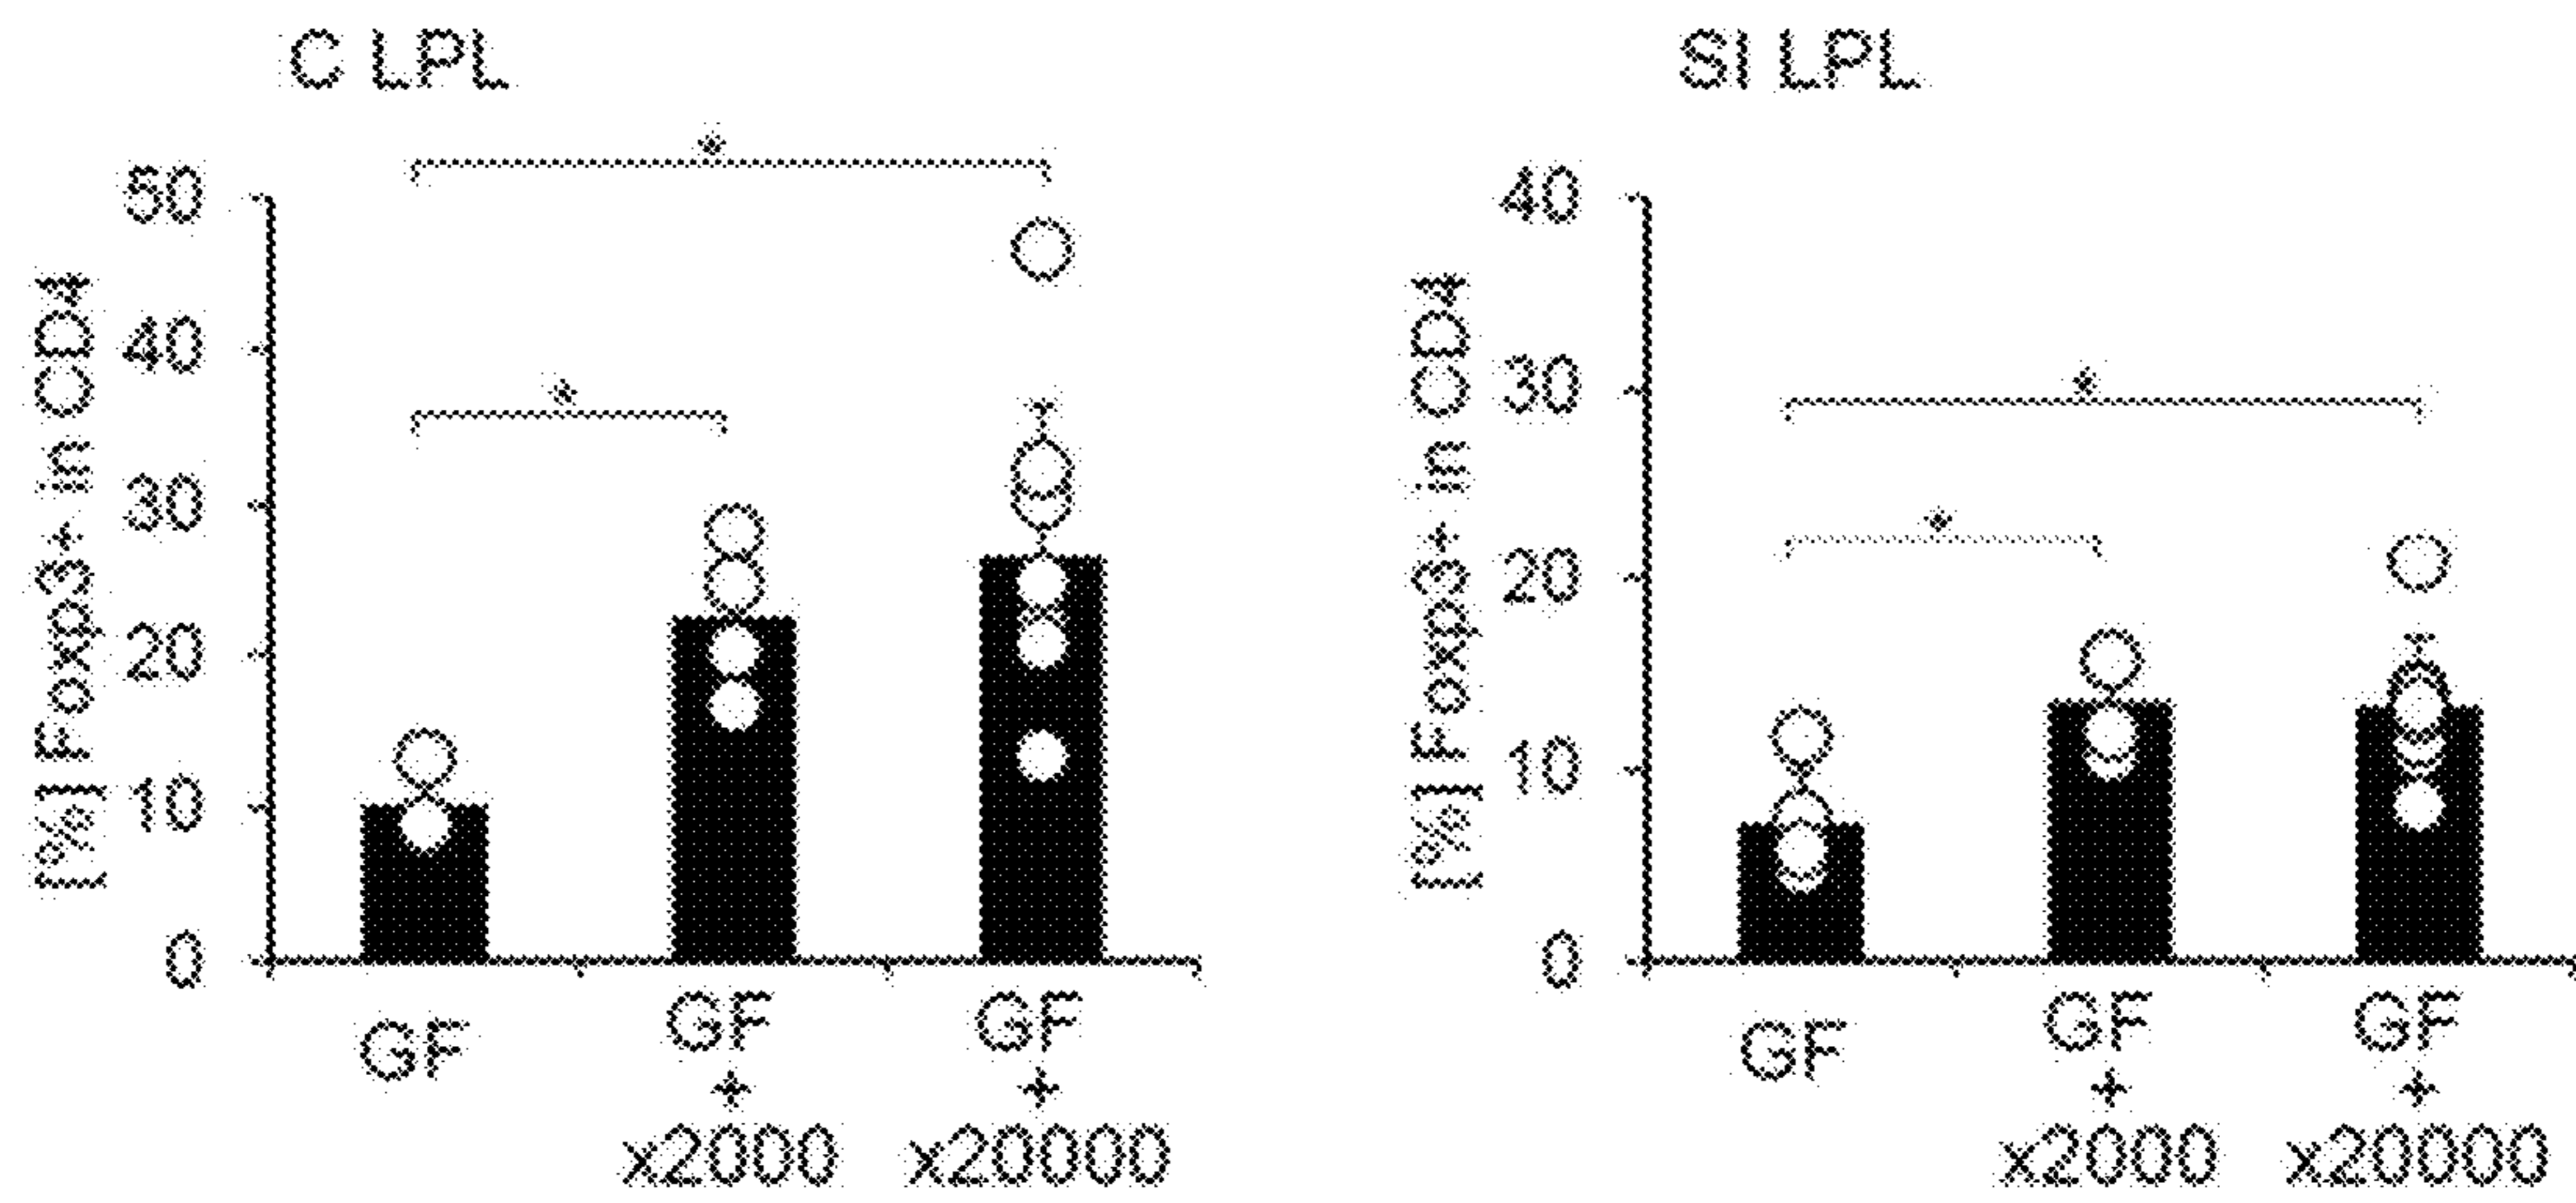 C LPL
[%] Foxp3+ in CD4
50
40
30
20
10
0
*
*
GF
GF
+
x2000
GF
+
x20000
SI LPL
[%] Foxp3+ in CD4
40
30
20
10
0
*
*
GF
GF
+
x2000
GF
+
x20000